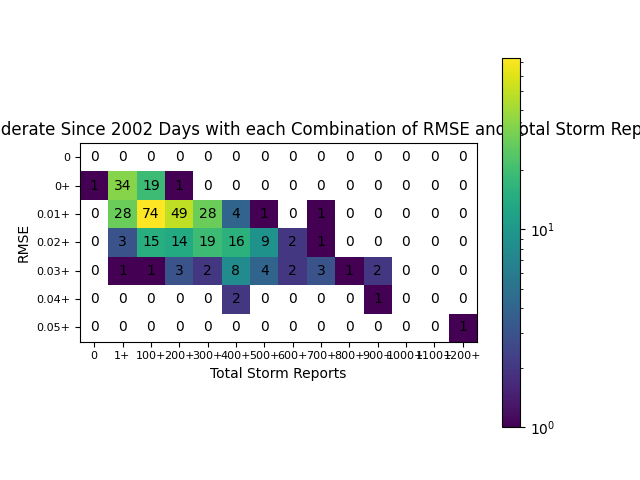 derate Since 2002 Days with each Combination of RMSE and Total Storm Rep
0 0 0 0 0 0 0 0 0 0 0 0 0 0 0
0+ 1 34 19 1 0 0 0 0 0 0 0 0 0 0
0.01+ 0 28 74 49 28 4 1 0 1 0 0 0 0 0
0.02+ 0 3 15 14 19 16 9 2 1 0 0 0 0 0
0.03+ 0 1 1 3 2 8 4 2 3 1 2 0 0 0
0.04+ 0 0 0 0 0 2 0 0 0 0 1 0 0 0
0.05+ 0 0 0 0 0 0 0 0 0 0 0 0 0 1
RMSE
0 1+ 100+ 200+ 300+ 400+ 500+ 600+ 700+ 800+ 900+ 1000+ 1100+ 1200+
Total Storm Reports
10¹
10⁰